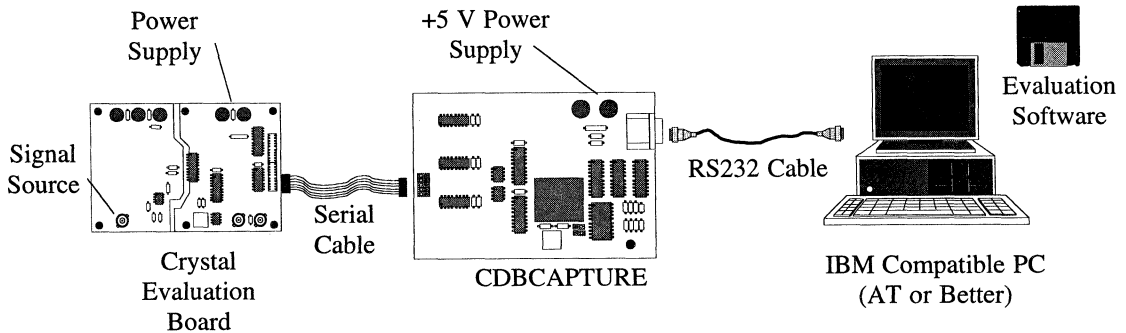 Power
Supply
+5 V Power
Supply
Evaluation
Software
Signal
Source
RS232 Cable
Serial
Cable
Crystal
Evaluation
Board
CDBCAPTURE
IBM Compatible PC
(AT or Better)